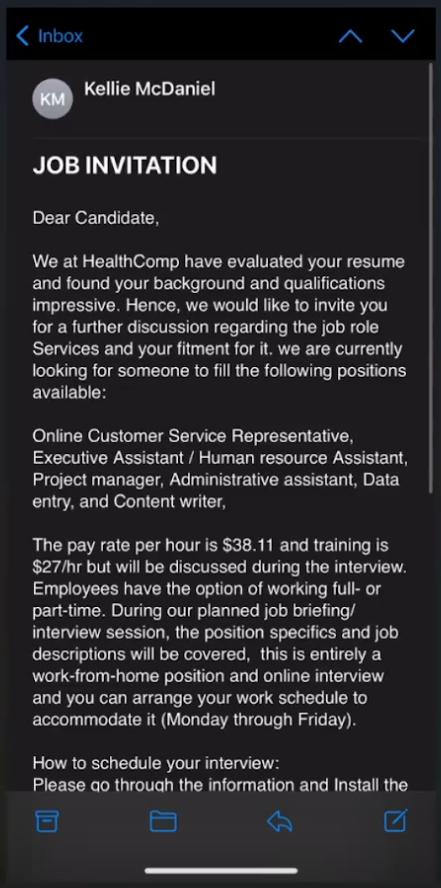 Inbox
KM
Kellie McDaniel
JOB INVITATION
Dear Candidate,
We at HealthComp have evaluated your resume
and found your background and qualifications
impressive. Hence, we would like to invite you
for a further discussion regarding the job role
Services and your fitment for it. we are currently
looking for someone to fill the following positions
available:
Online Customer Service Representative,
Executive Assistant / Human resource Assistant,
Project manager, Administrative assistant, Data
entry, and Content writer,
The pay rate per hour is $38.11 and training is
$27/hr but will be discussed during the interview.
Employees have the option of working full- or
part-time. During our planned job briefing/
interview session, the position specifics and job
descriptions will be covered,  this is entirely a
work-from-home position and online interview
and you can arrange your work schedule to
accommodate it (Monday through Friday).
How to schedule your interview:
Please go through the information and Install the